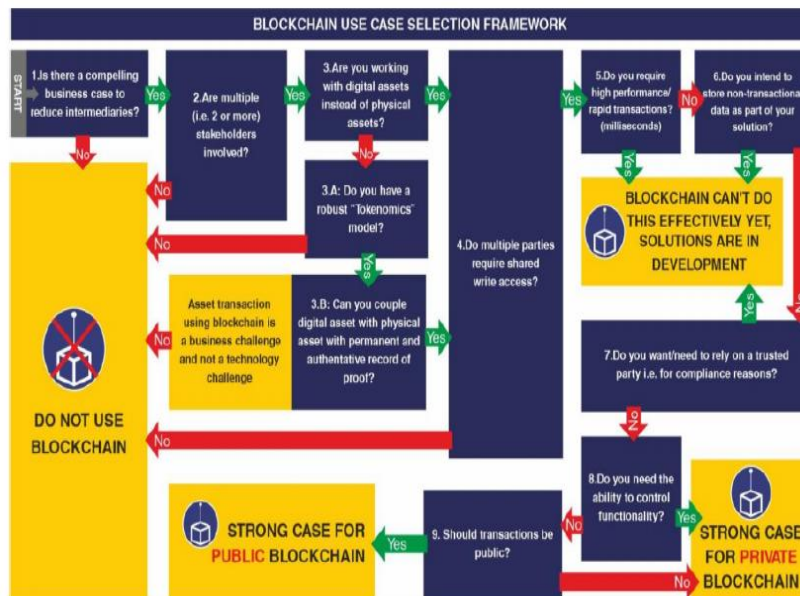 BLOCKCHAIN USE CASE SELECTION FRAMEWORK
START
1.Is there a compelling
business case to
reduce intermediaries?
Yes
No
2.Are multiple
(i.e. 2 or more)
stakeholders
involved?
Yes
No
3.Are you working
with digital assets
instead of physical
assets?
Yes
No
3.A: Do you have a
robust "Tokenomics"
model?
No
Yes
Asset transaction
using blockchain is
a business challenge
and not a technology
challenge
No
3.B: Can you couple
digital asset with physical
asset with permanent and
authentative record of
proof?
Yes
4.Do multiple parties
require shared
write access?
Yes
No
5.Do you require
high performance/
rapid transactions?
(milliseconds)
No
Yes
6.Do you intend to
store non-transactiona
data as part of your
solution?
Yes
No
BLOCKCHAIN CAN'T DO
THIS EFFECTIVELY YET,
SOLUTIONS ARE IN
DEVELOPMENT
Yes
7.Do you want/need to rely on a trusted
party i.e. for compliance reasons?
No
8.Do you need the
ability to control
functionality?
Yes
No
9. Should transactions be
public?
Yes
No
DO NOT USE
BLOCKCHAIN
STRONG CASE FOR
PUBLIC BLOCKCHAIN
STRONG CASE
FOR PRIVATE
BLOCKCHAIN